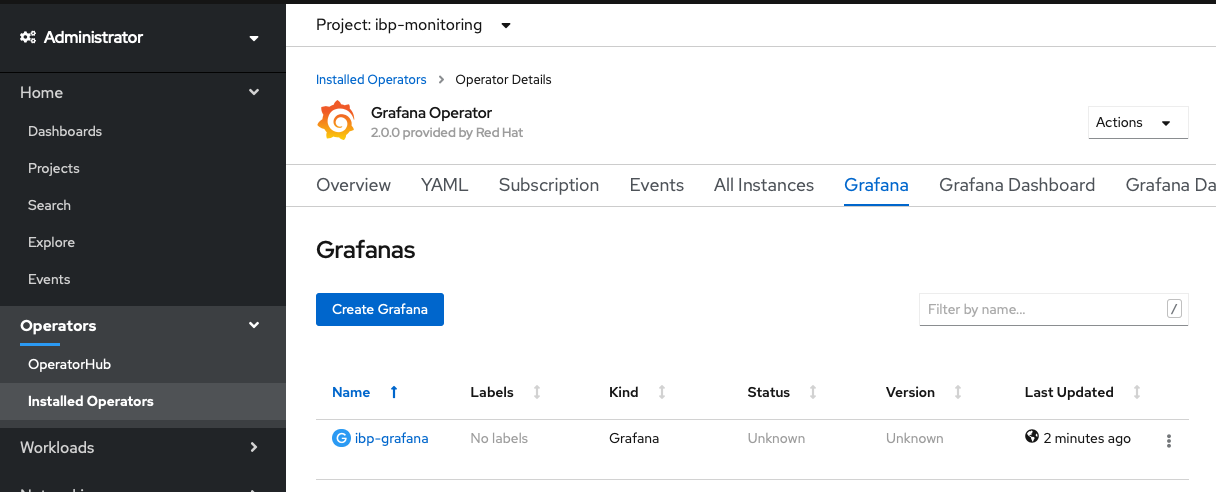 Administrator
Home
Dashboards
Projects
Search
Explore
Events
Operators
OperatorHub
Installed Operators
Workloads
Project: ibp-monitoring
Installed Operators > Operator Details
Grafana Operator
2.0.0 provided by Red Hat
Actions
Overview YAML Subscription Events All Instances Grafana Grafana Dashboard Grafana Da
Grafanas
Create Grafana
Filter by name... /
Name Labels Kind Status Version Last Updated
G ibp-grafana No labels Grafana Unknown Unknown 2 minutes ago